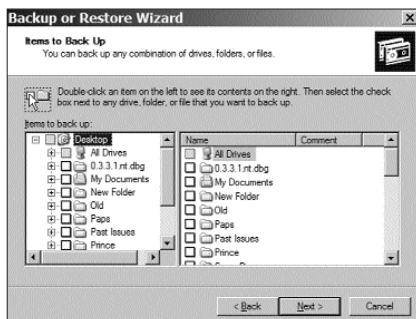 Backup or Restore Wizard
Items to Back Up
You can back up any combination of drives, folders, or files.
Double-click an item on the left to see its contents on the right. Then select the check
box next to any drive, folder, or file that you want to back up.
Items to back up:
Desktop
All Drives
0.3.3.1.nt.dbg
My Documents
New Folder
Old
Paps
Past Issues
Prince
Name Comment
All Drives
0.3.3.1.nt.dbg
My Documents
New Folder
Old
Paps
Past Issues
Prince
< Back Next > Cancel